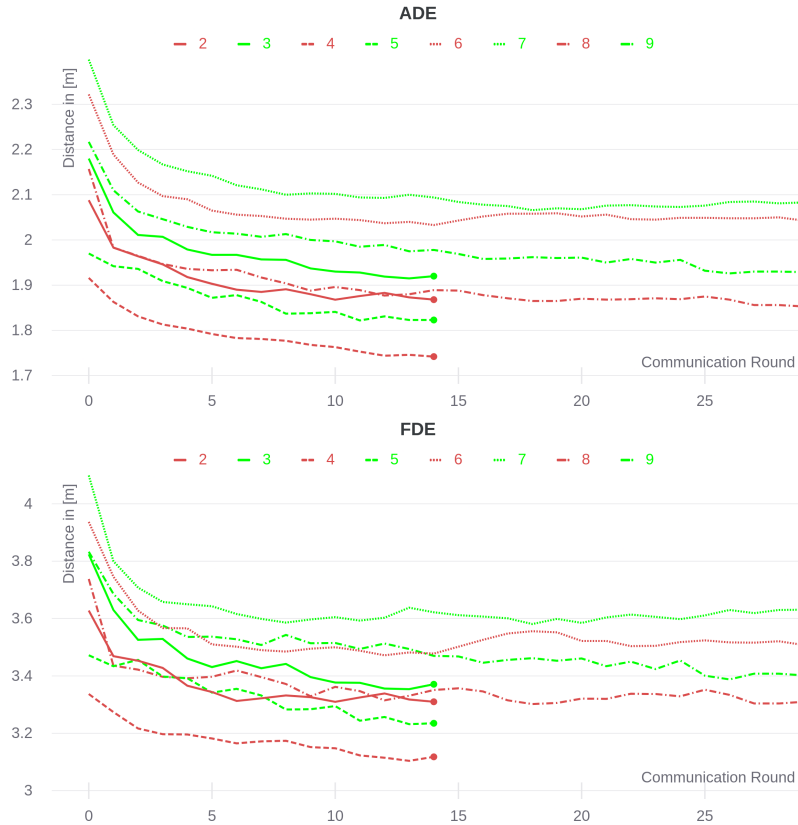 ADE
2 3 4 5 6 7 8 9
Distance in [m]
2.3
2.2
2.1
2
1.9
1.8
1.7
Communication Round
0 5 10 15 20 25
FDE
2 3 4 5 6 7 8 9
Distance in [m]
4
3.8
3.6
3.4
3.2
3
Communication Round
0 5 10 15 20 25